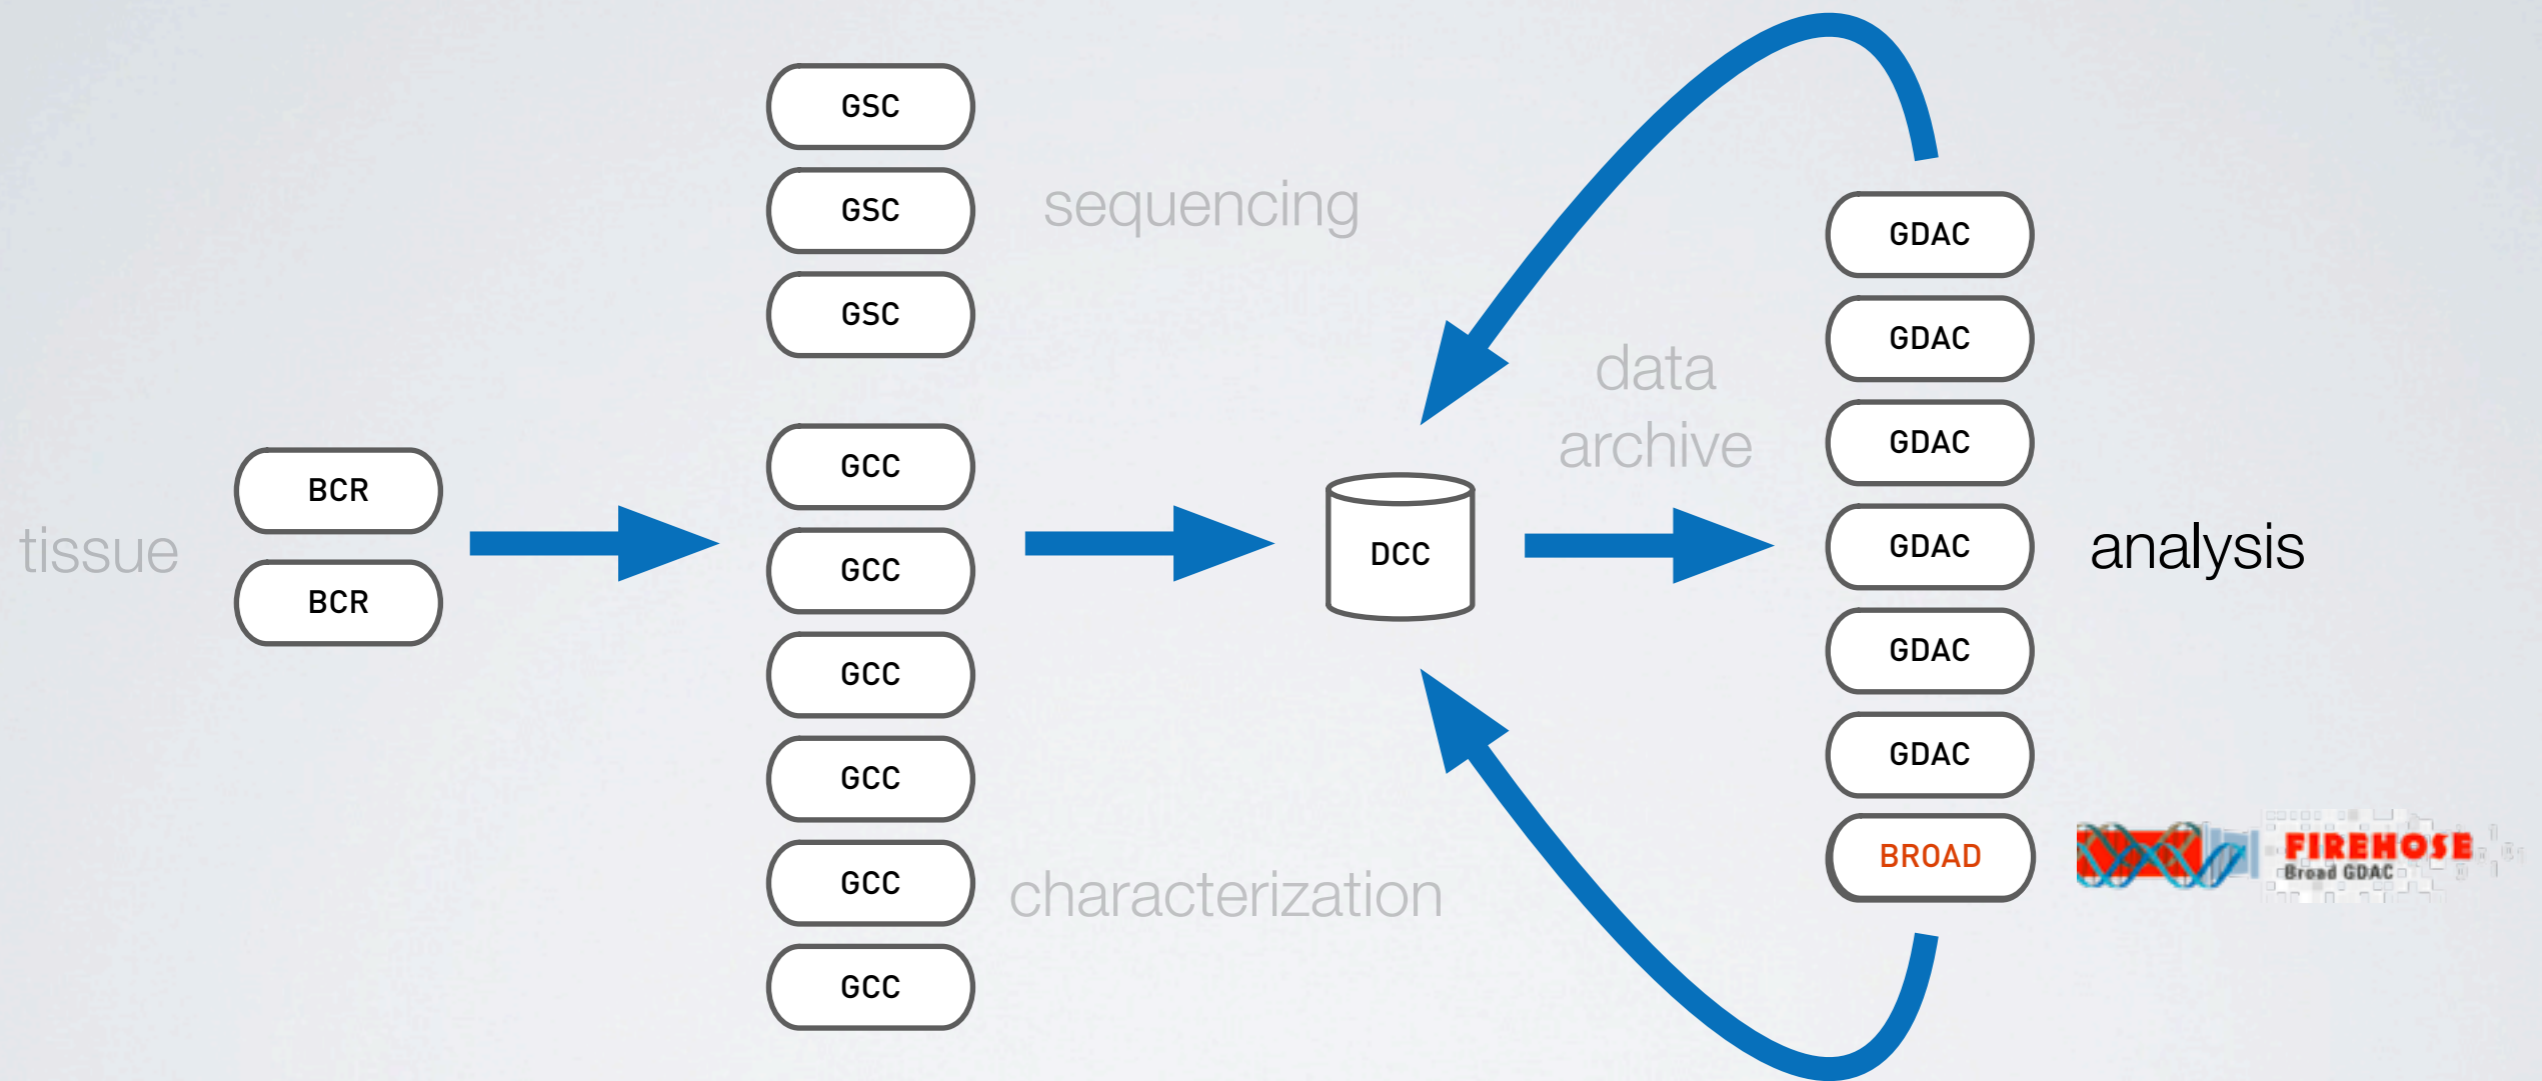 tissue
BCR
BCR
GSC
GSC
GSC
sequencing
GCC
GCC
GCC
GCC
GCC
GCC
characterization
DCC
data
archive
GDAC
GDAC
GDAC
GDAC
GDAC
GDAC
BROAD
analysis
FIREHOSE
Broad GDAC